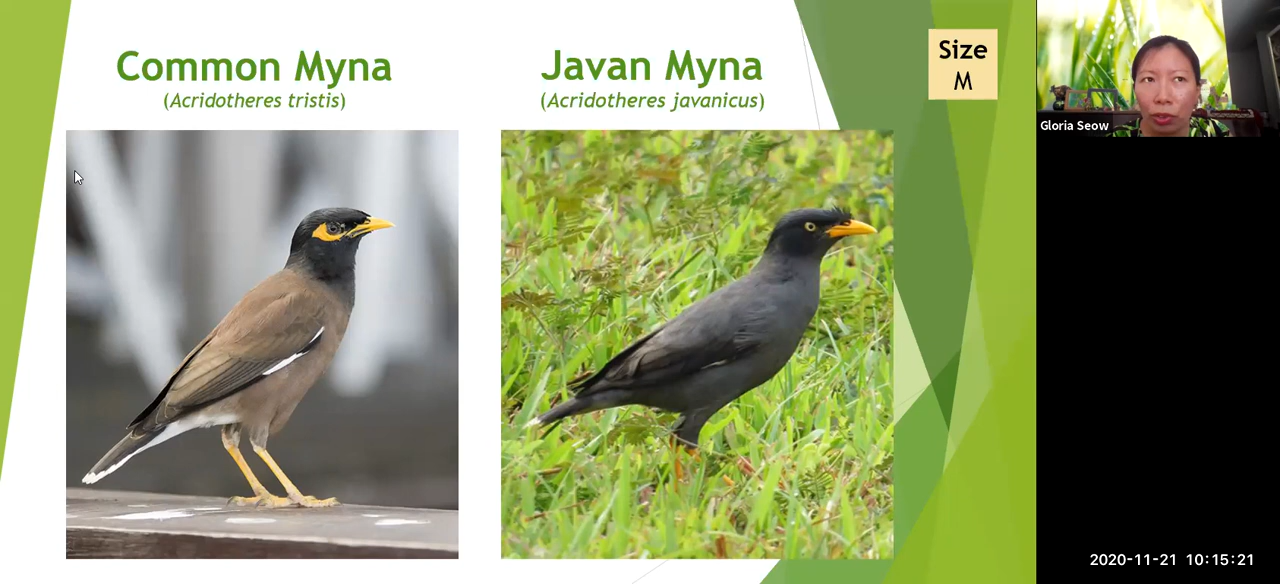 Common Myna
(Acridotheres tristis)
Javan Myna
(Acridotheres javanicus)
Size
M
Gloria Seow
2020-11-21 10:15:21